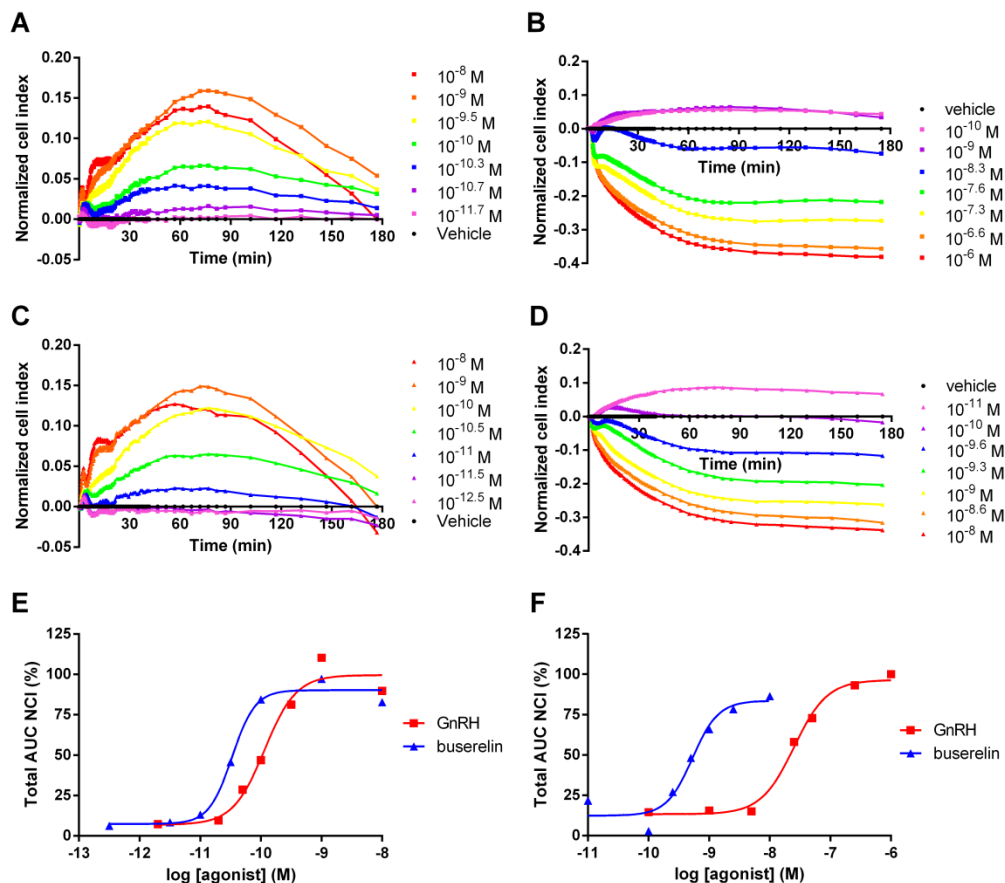 A
Normalized cell index
0.20
0.15
0.10
0.05
0.00
-0.05
30 60 90 120 150 180
Time (min)
10-8 M
10-9 M
10-9.5 M
10-10 M
10-10.3 M
10-10.7 M
10-11.7 M
Vehicle
B
Normalized cell index
0.2
0.1
0.0
-0.1
-0.2
-0.3
-0.4
30 60 90 120 150 180
Time (min)
vehicle
10-10 M
10-9 M
10-8.3 M
10-7.6 M
10-7.3 M
10-6.6 M
10-6 M
C
Normalized cell index
0.20
0.15
0.10
0.05
0.00
-0.05
30 60 90 120 150 180
Time (min)
10-8 M
10-9 M
10-10 M
10-10.5 M
10-11 M
10-11.5 M
10-12.5 M
Vehicle
D
Normalized cell index
0.2
0.1
0.0
-0.1
-0.2
-0.3
-0.4
30 60 90 120 150 180
Time (min)
vehicle
10-11 M
10-10 M
10-9.6 M
10-9.3 M
10-9 M
10-8.6 M
10-8 M
E
Total AUC NCI (%)
125
100
75
50
25
0
-13 -12 -11 -10 -9 -8
log [agonist] (M)
GnRH
buserelin
F
Total AUC NCI (%)
125
100
75
50
25
0
-11 -10 -9 -8 -7 -6
log [agonist] (M)
GnRH
buserelin